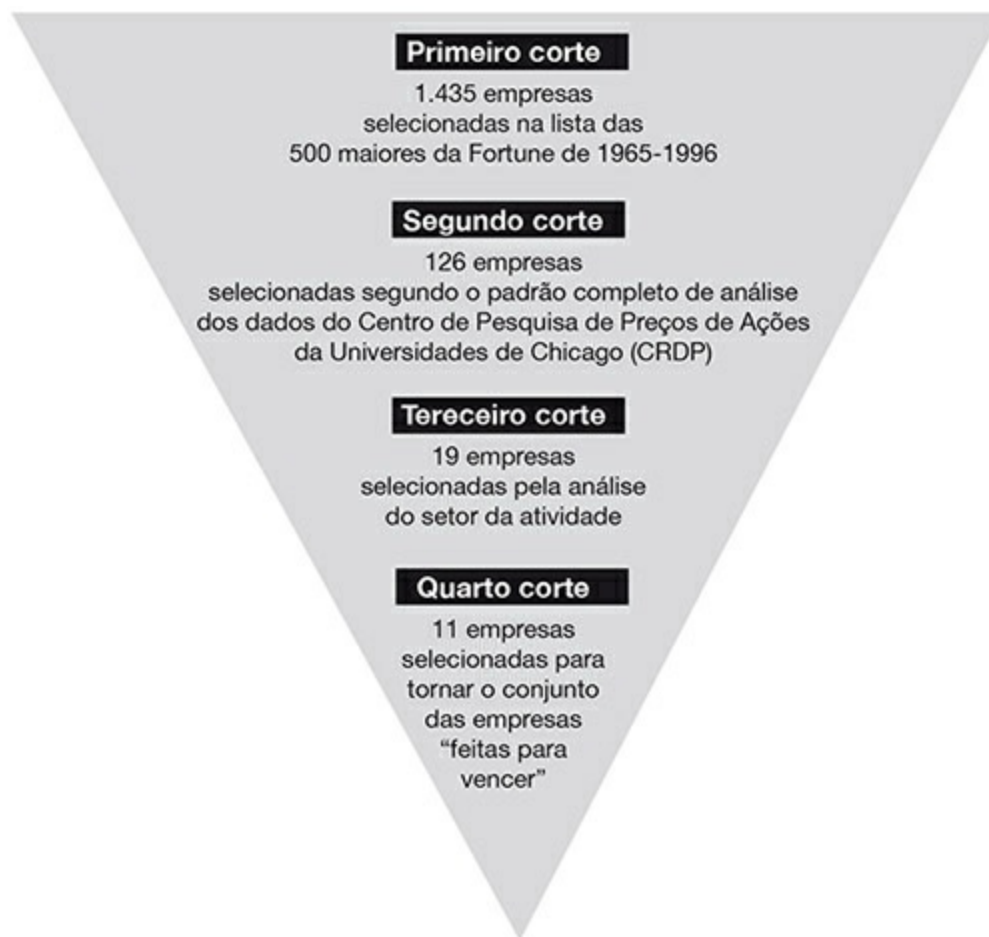 Primeiro corte
1.435 empresas
selecionadas na lista das
500 maiores da Fortune de 1965-1996
Segundo corte
126 empresas
selecionadas segundo o padrão completo de análise
dos dados do Centro de Pesquisa de Preços de Ações
da Universidades de Chicago (CRDP)
Tereceiro corte
19 empresas
selecionadas pela análise
do setor da atividade
Quarto corte
11 empresas
selecionadas para
tornar o conjunto
das empresas
“feitas para
vencer”